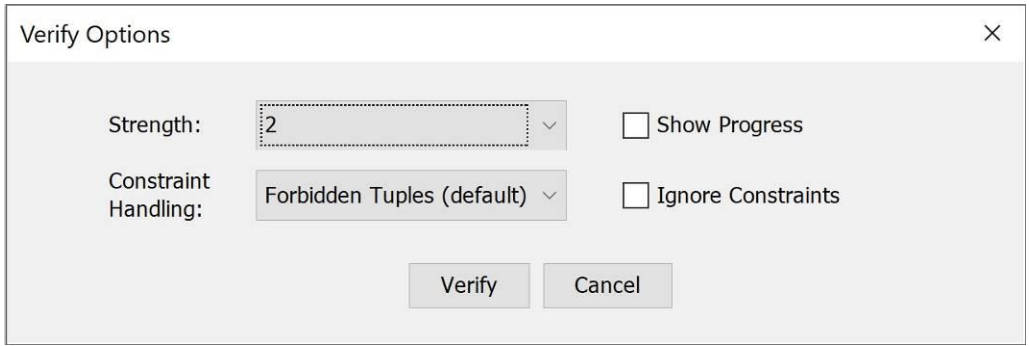 Verify Options
Strength: 2 Show Progress
Constraint
Handling: Forbidden Tuples (default) Ignore Constraints
Verify Cancel